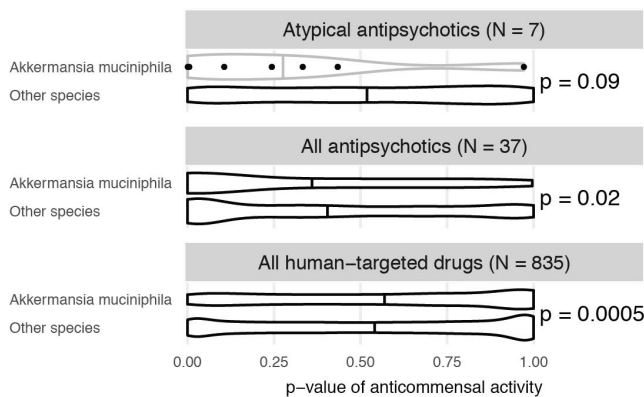 Atypical antipsychotics (N = 7)
Akkermansia muciniphila
Other species
p = 0.09
All antipsychotics (N = 37)
Akkermansia muciniphila
Other species
p = 0.02
All human−targeted drugs (N = 835)
Akkermansia muciniphila
Other species
p = 0.0005
0.00 0.25 0.50 0.75 1.00
p−value of anticommensal activity